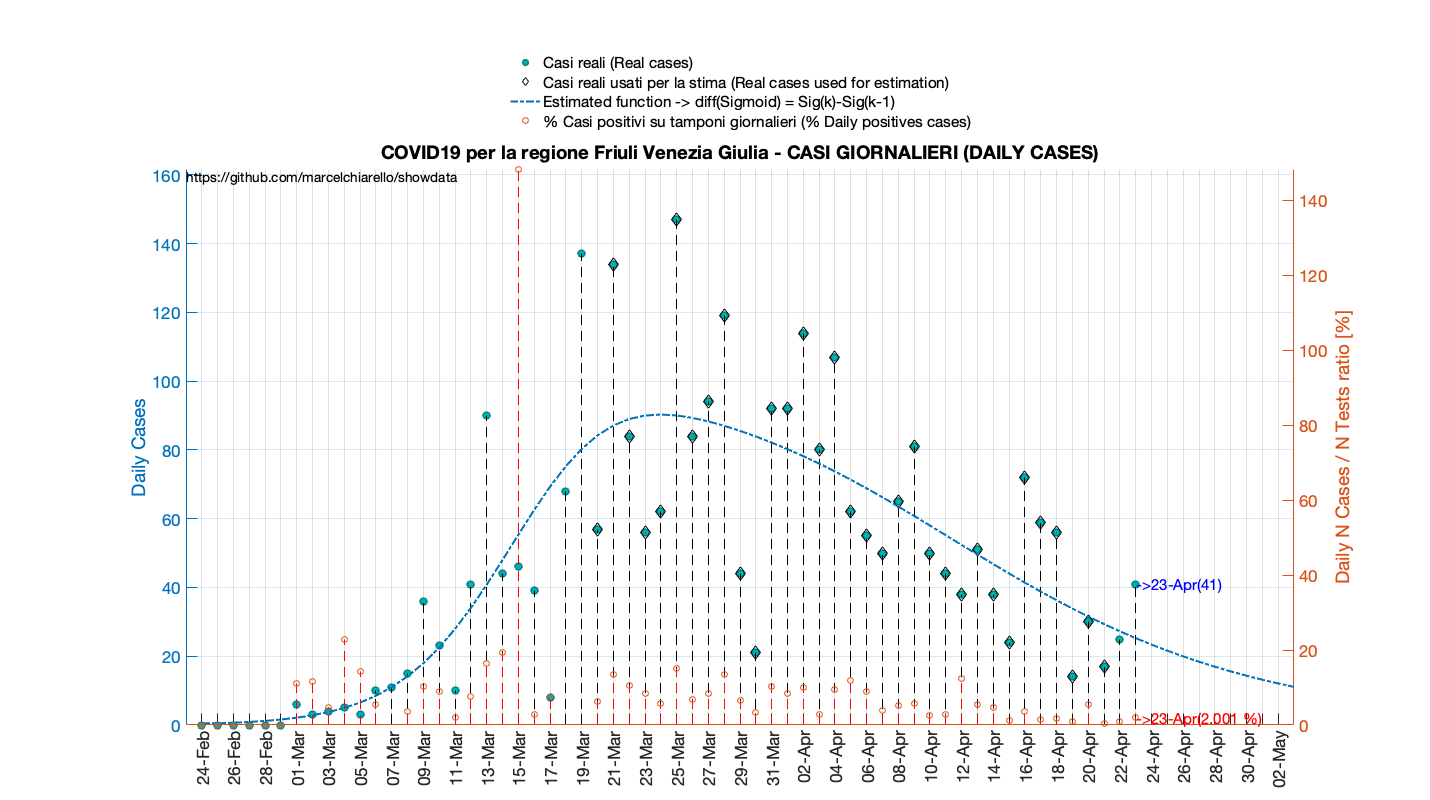 Casi reali (Real cases)
Casi reali usati per la stima (Real cases used for estimation)
Estimated function -> diff(Sigmoid) = Sig(k)-Sig(k-1)
% Casi positivi su tamponi giornalieri (% Daily positives cases)
COVID19 per la regione Friuli Venezia Giulia - CASI GIORNALIERI (DAILY CASES)
https://github.com/marcelchiarello/showdata
Daily Cases
160
140
120
100
80
60
40
20
0
Daily N Cases / N Tests ratio [%]
140
120
100
80
60
40
20
0
->23-Apr(41)
->23-Apr(2.001 %)
24-Feb
26-Feb
28-Feb
01-Mar
03-Mar
05-Mar
07-Mar
09-Mar
11-Mar
13-Mar
15-Mar
17-Mar
19-Mar
21-Mar
23-Mar
25-Mar
27-Mar
29-Mar
31-Mar
02-Apr
04-Apr
06-Apr
08-Apr
10-Apr
12-Apr
14-Apr
16-Apr
18-Apr
20-Apr
22-Apr
24-Apr
26-Apr
28-Apr
30-Apr
02-May